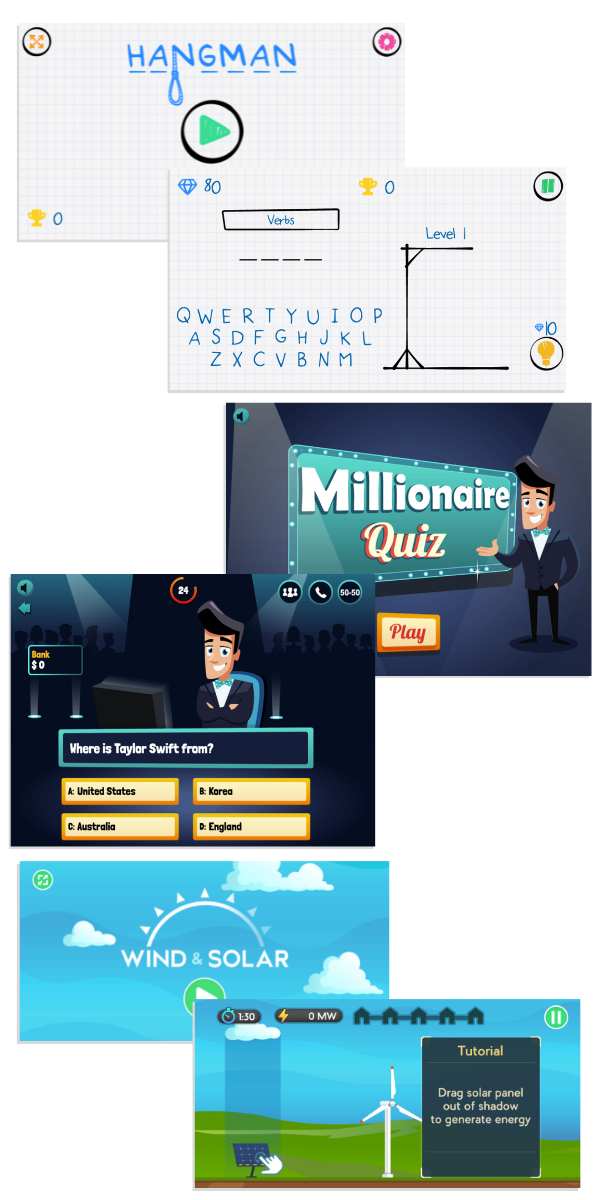 HANGMAN
0
80
0
Verbs
Level 1
Q W E R T Y U I O P
A S D F G H J K L
Z X C V B N M
10
Millionaire
Quiz
Play
24
50-50
Bank
$ 0
Where is Taylor Swift from?
A: United States
B: Korea
C: Australia
D: England
WIND & SOLAR
1:30
0 MW
Tutorial
Drag solar panel
out of shadow
to generate energy